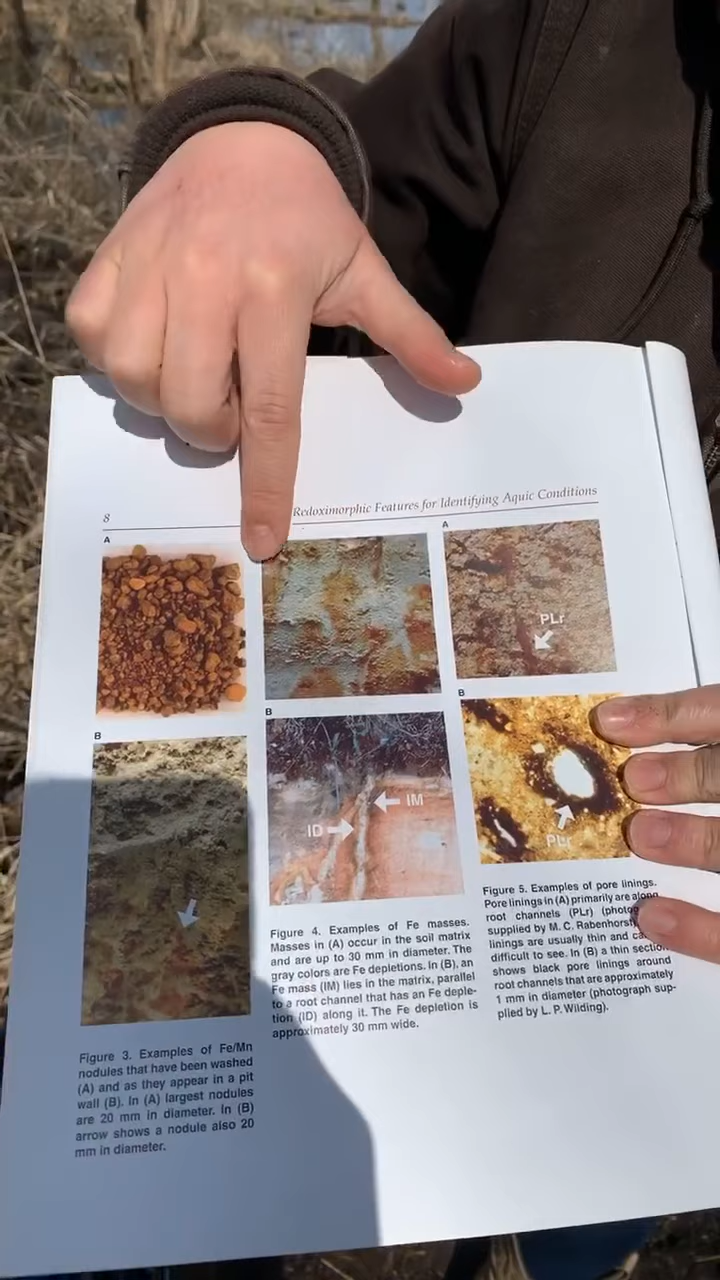 8
Redoximorphic Features for Identifying Aquic Conditions
A
B
Figure 3. Examples of Fe/Mn
nodules that have been washed
(A) and as they appear in a pit
wall (B). In (A) largest nodules
are 20 mm in diameter. In (B)
arrow shows a nodule also 20
mm in diameter.
B
IM
ID
Figure 4. Examples of Fe masses.
Masses in (A) occur in the soil matrix
and are up to 30 mm in diameter. The
gray colors are Fe depletions. In (B), an
Fe mass (IM) lies in the matrix, parallel
to a root channel that has an Fe deple-
tion (ID) along it. The Fe depletion is
approximately 30 mm wide.
A
PLr
B
PLr
Figure 5. Examples of pore linings.
Pore linings in (A) primarily are along
root channels (PLr)
supplied by M. C.
linings are usually thin and
difficult to see. In (B) a thin section
shows black pore linings around
root channels that are approximately
1 mm in diameter (photograph sup-
plied by L. P. Wilding).